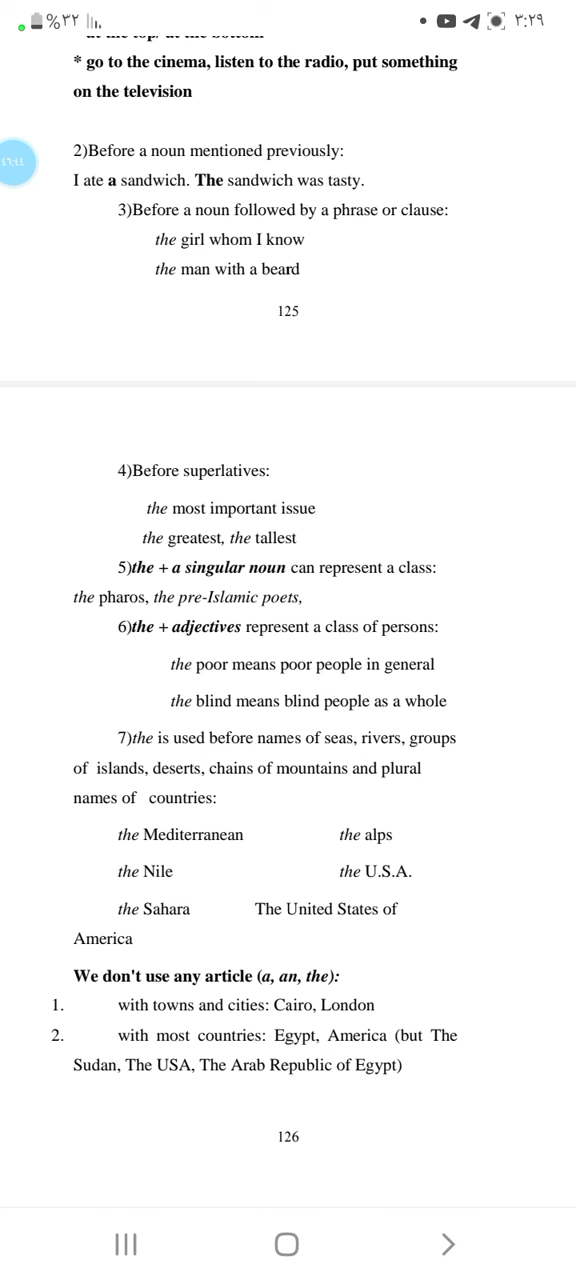 %٣٢ ٣:٢٩
at the top/ at the bottom
* go to the cinema, listen to the radio, put something
on the television
2)Before a noun mentioned previously:
I ate a sandwich. The sandwich was tasty.
3)Before a noun followed by a phrase or clause:
the girl whom I know
the man with a beard
125
4)Before superlatives:
the most important issue
the greatest, the tallest
5)the + a singular noun can represent a class:
the pharos, the pre-Islamic poets,
6)the + adjectives represent a class of persons:
the poor means poor people in general
the blind means blind people as a whole
7)the is used before names of seas, rivers, groups
of islands, deserts, chains of mountains and plural
names of countries:
the Mediterranean the alps
the Nile the U.S.A.
the Sahara The United States of
America
We don't use any article (a, an, the):
1. with towns and cities: Cairo, London
2. with most countries: Egypt, America (but The
Sudan, The USA, The Arab Republic of Egypt)
126